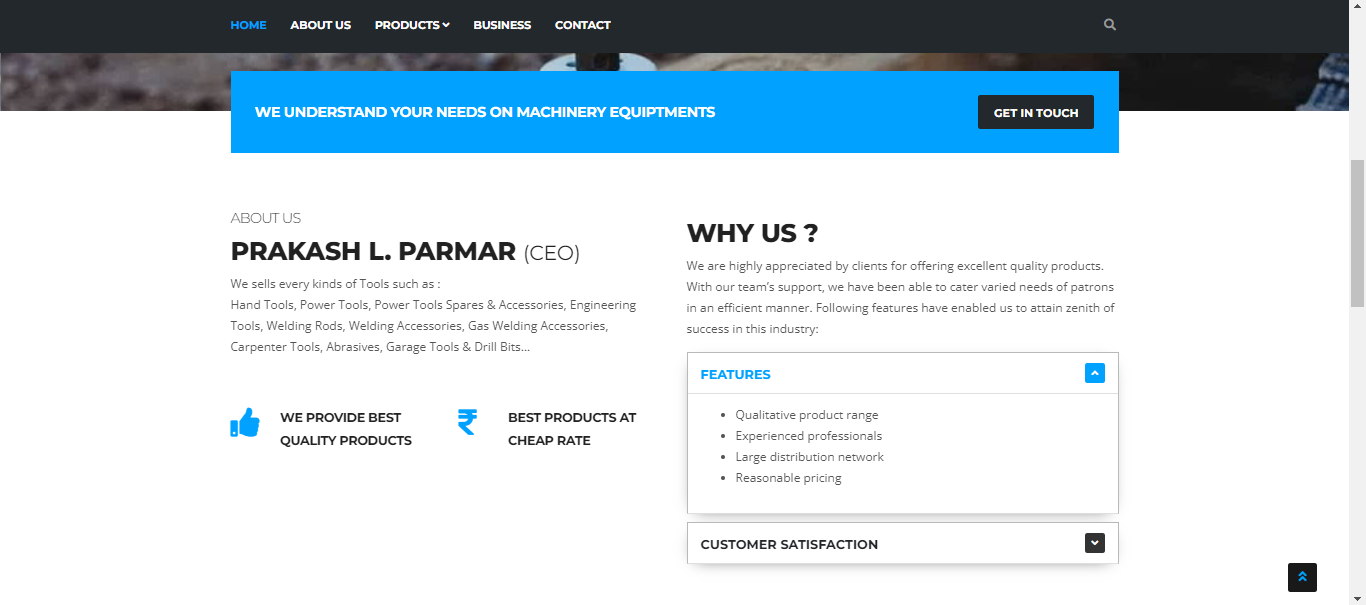 HOME ABOUT US PRODUCTS BUSINESS CONTACT
WE UNDERSTAND YOUR NEEDS ON MACHINERY EQUIPTMENTS
GET IN TOUCH
ABOUT US
PRAKASH L. PARMAR (CEO)
We sells every kinds of Tools such as :
Hand Tools, Power Tools, Power Tools Spares & Accessories, Engineering
Tools, Welding Rods, Welding Accessories, Gas Welding Accessories,
Carpenter Tools, Abrasives, Garage Tools & Drill Bits...
WE PROVIDE BEST
QUALITY PRODUCTS
₹
BEST PRODUCTS AT
CHEAP RATE
WHY US ?
We are highly appreciated by clients for offering excellent quality products.
With our team’s support, we have been able to cater varied needs of patrons
in an efficient manner. Following features have enabled us to attain zenith of
success in this industry:
FEATURES
• Qualitative product range
• Experienced professionals
• Large distribution network
• Reasonable pricing
CUSTOMER SATISFACTION